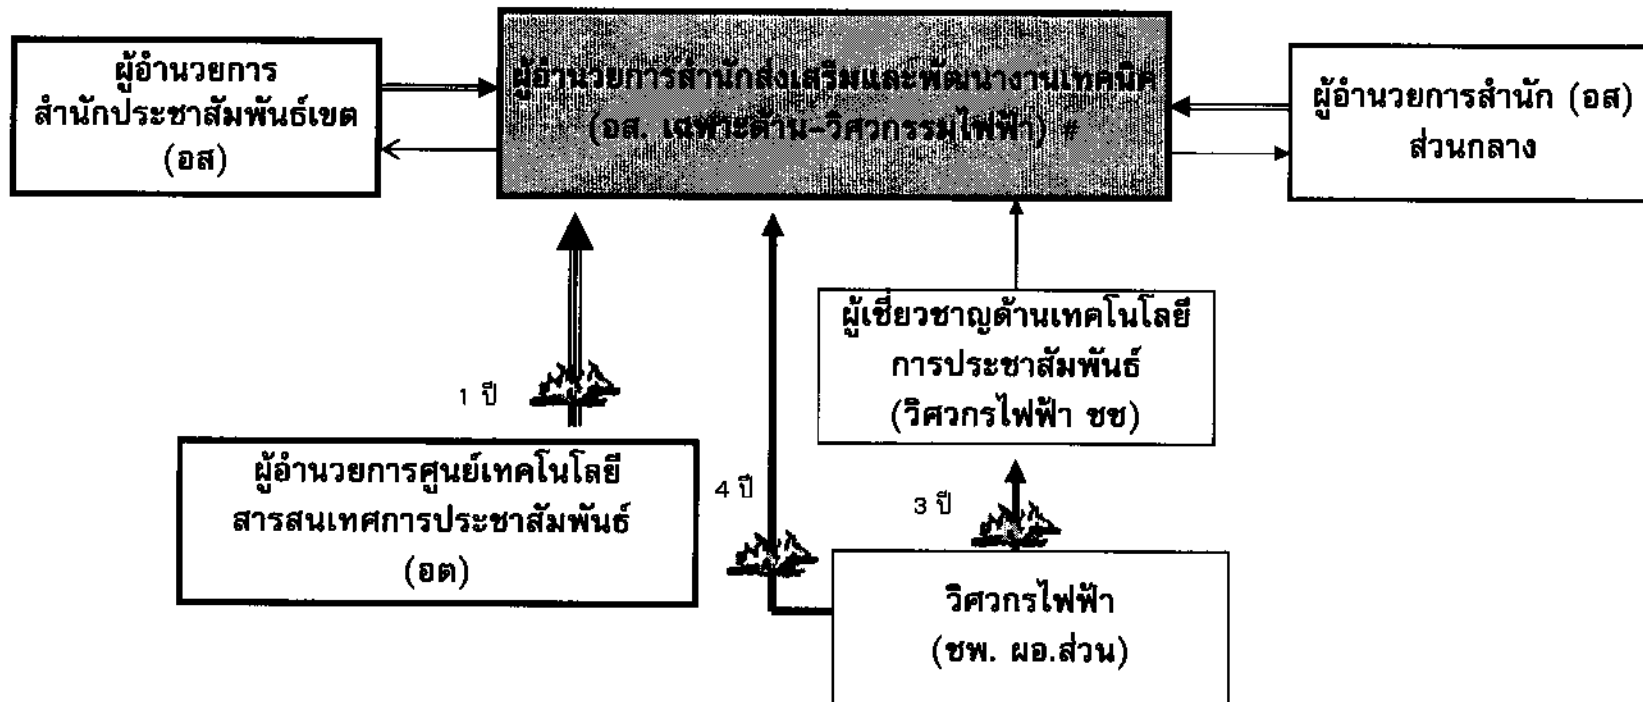 ผู้อำนวยการ
สำนักประชาสัมพันธ์เขต
(อส)
ผู้อำนวยการสำนักส่งเสริมและพัฒนางานเทคนิค
(อส. เฉพาะด้าน-วิศวกรรมไฟฟ้า) #
ผู้อำนวยการสำนัก (อส)
ส่วนกลาง
1 ปี
ผู้อำนวยการศูนย์เทคโนโลยี
สารสนเทศการประชาสัมพันธ์
(อต)
4 ปี
ผู้เชี่ยวชาญด้านเทคโนโลยี
การประชาสัมพันธ์
(วิศวกรไฟฟ้า ชช)
3 ปี
วิศวกรไฟฟ้า
(ชพ. ผอ.ส่วน)